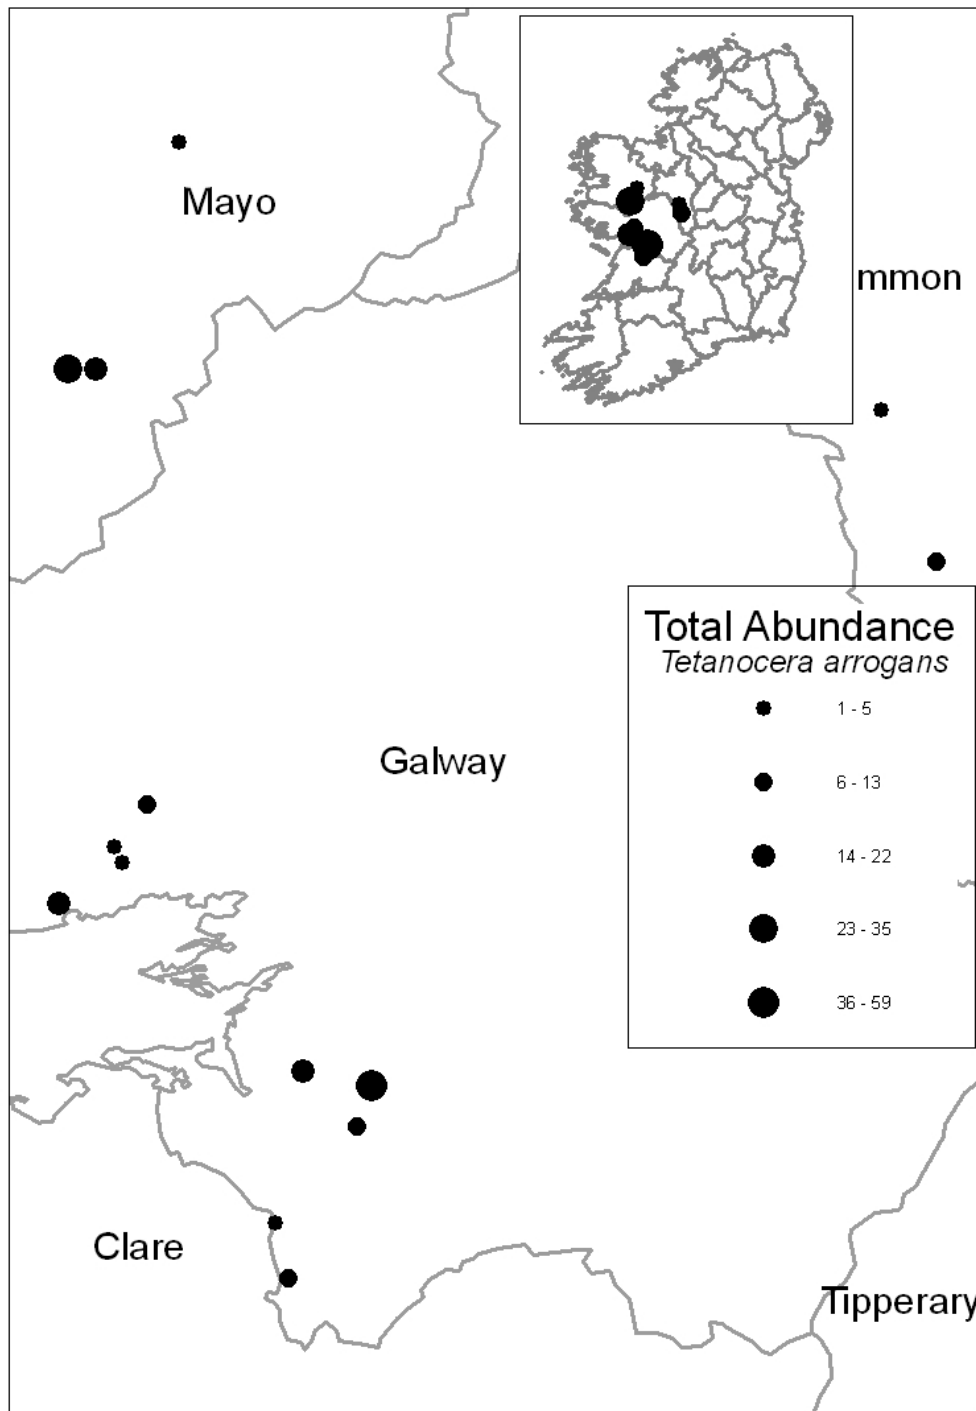 Mayo
mmon
Total Abundance
Tetanocera arrogans
1 - 5
6 - 13
14 - 22
23 - 35
36 - 59
Galway
Clare
Tipperary